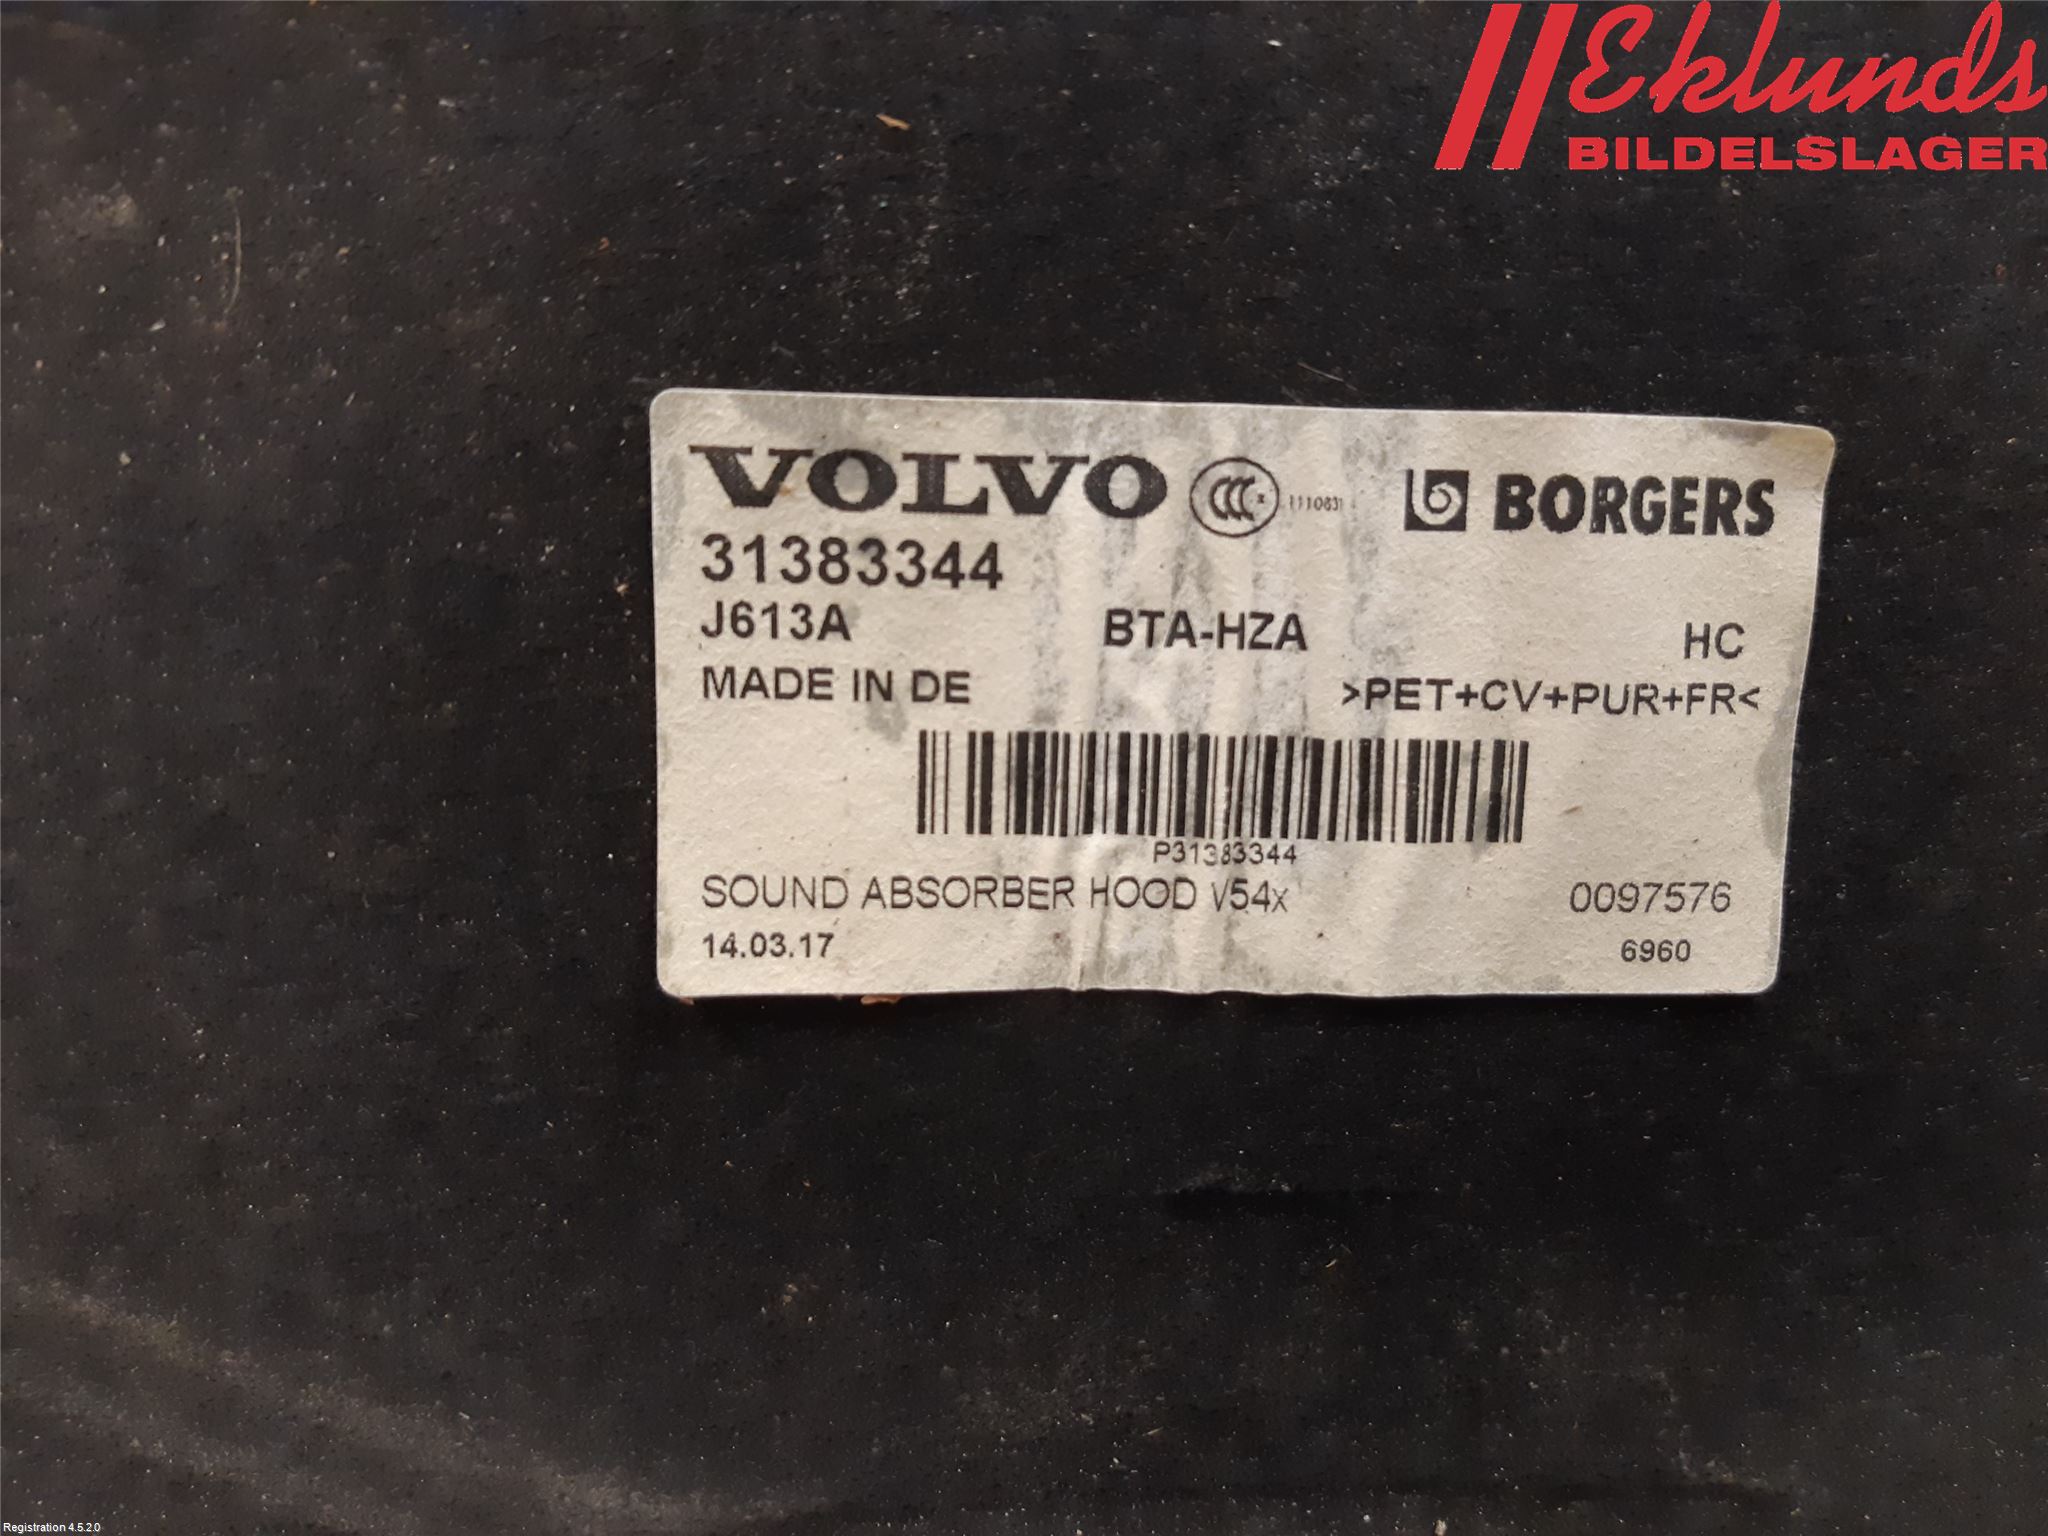 Eklunds
BILDELSLAGER
VOLVO
BORGERS
31383344
J613A BTA-HZA HC
MADE IN DE >PET+CV+PUR+FR<
P31383344
SOUND ABSORBER HOOD V54x 0097576
14.03.17 6960
Registration 4.5.2.0